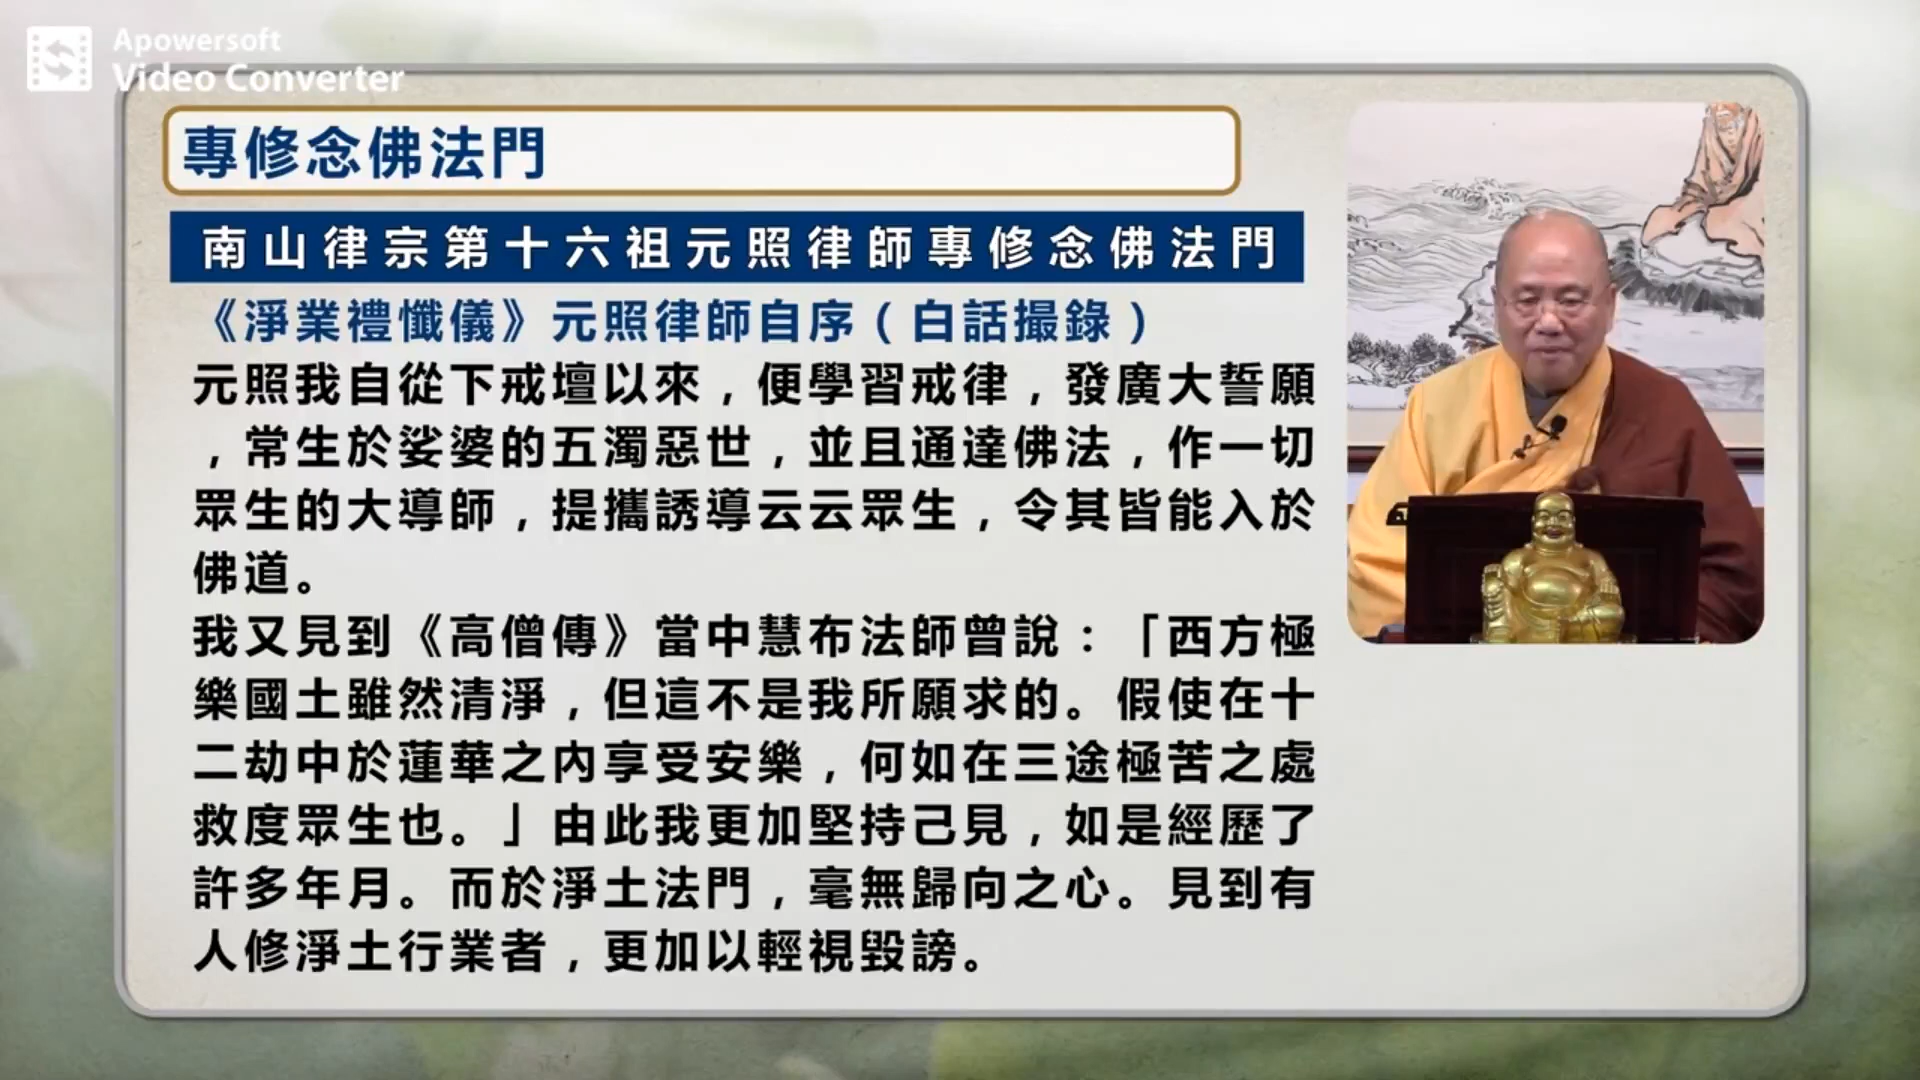 Apowersoft
Video Converter
專修念佛法門
南山律宗第十六祖元照律師專修念佛法門
《淨業禮懺儀》元照律師自序（白話撮錄）
元照我自從下戒壇以來，便學習戒律，發廣大誓願
，常生於娑婆的五濁惡世，並且通達佛法，作一切
眾生的大導師，提攜誘導云云眾生，令其皆能入於
佛道。
我又見到《高僧傳》當中慧布法師曾說：「西方極
樂國土雖然清淨，但這不是我所願求的。假使在十
二劫中於蓮華之內享受安樂，何如在三途極苦之處
救度眾生也。」由此我更加堅持己見，如是經歷了
許多年月。而於淨土法門，毫無歸向之心。見到有
人修淨土行業者，更加以輕視毀謗。